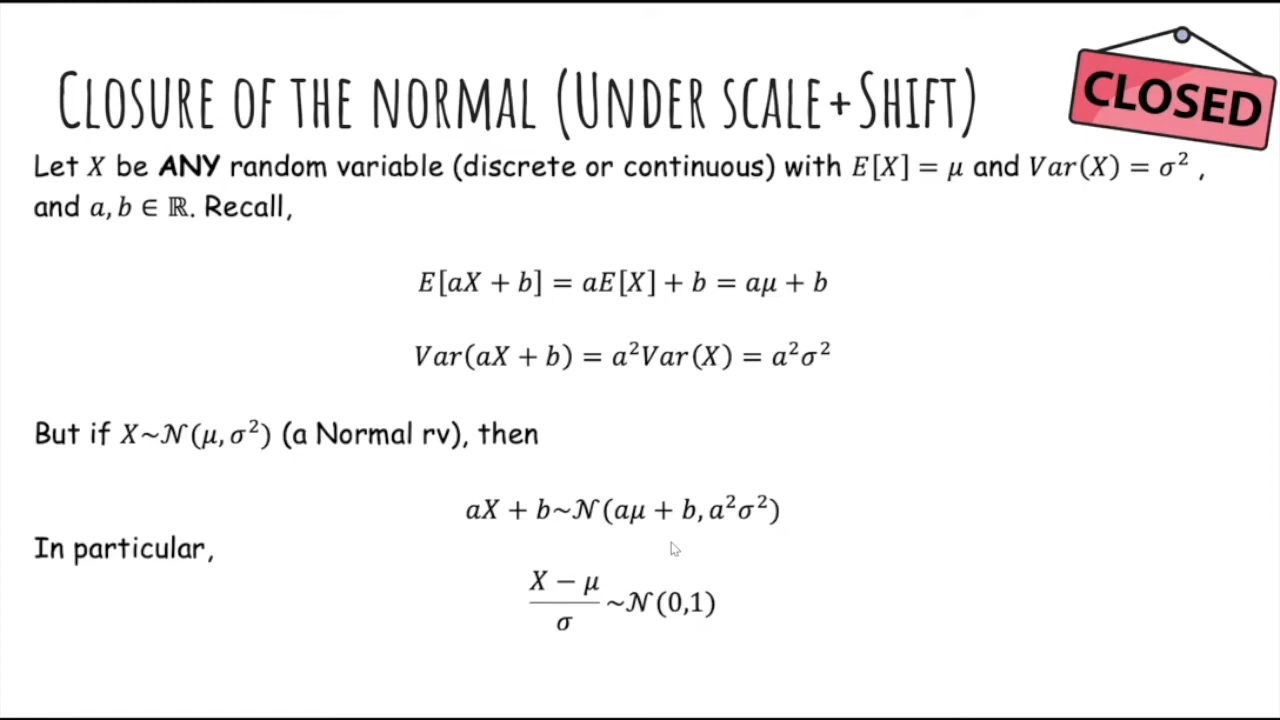 CLOSURE OF THE NORMAL (UNDER SCALE+SHIFT)
CLOSED
Let X be ANY random variable (discrete or continuous) with E[X] = μ and Var(X) = σ² ,
and a, b ∈ ℝ. Recall,
E[aX + b] = aE[X] + b = aμ + b
Var(aX + b) = a²Var(X) = a²σ²
But if X~𝒩(μ, σ²) (a Normal rv), then
aX + b~𝒩(aμ + b, a²σ²)
In particular,
X − μ
σ
~𝒩(0,1)